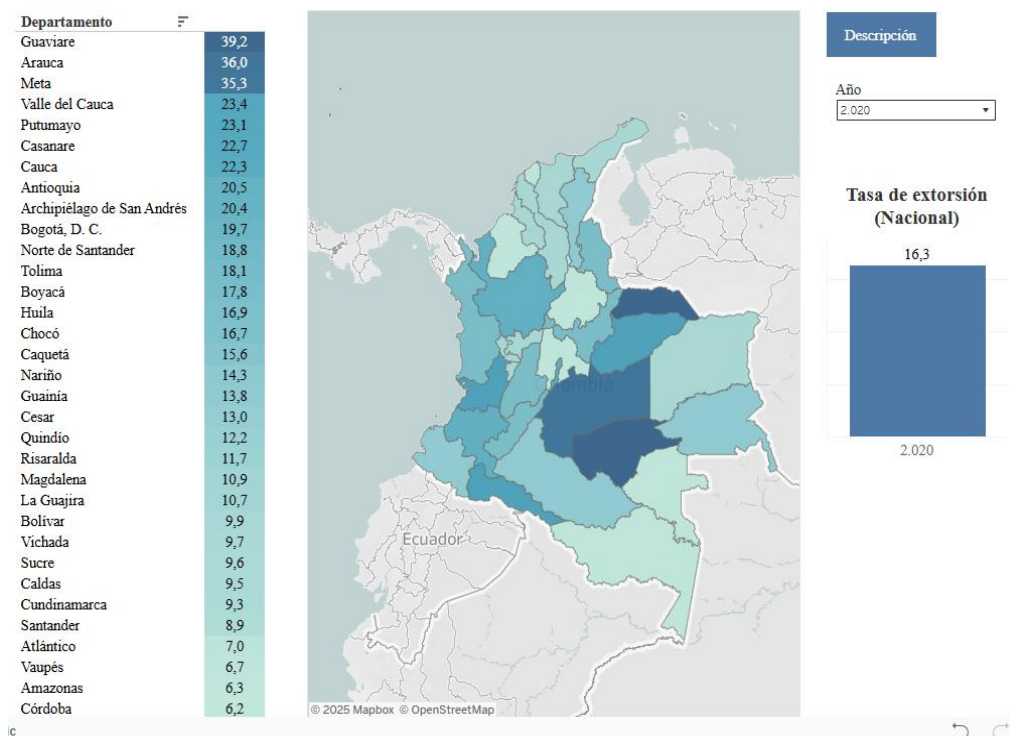 Departamento
Guaviare 39,2
Arauca 36,0
Meta 35,3
Valle del Cauca 23,4
Putumayo 23,1
Casanare 22,7
Cauca 22,3
Antioquia 20,5
Archipiélago de San Andrés 20,4
Bogotá, D. C. 19,7
Norte de Santander 18,8
Tolima 18,1
Boyacá 17,8
Huila 16,9
Chocó 16,7
Caquetá 15,6
Nariño 14,3
Guainía 13,8
Cesar 13,0
Quindio 12,2
Risaralda 11,7
Magdalena 10,9
La Guajira 10,7
Bolívar 9,9
Vichada 9,7
Sucre 9,6
Caldas 9,5
Cundinamarca 9,3
Santander 8,9
Atlántico 7,0
Vaupés 6,7
Amazonas 6,3
Córdoba 6,2
Colombia
Ecuador
© 2025 Mapbox © OpenStreetMap
Descripción
Año
2.020
Tasa de extorsión
(Nacional)
16,3
2.020
ic